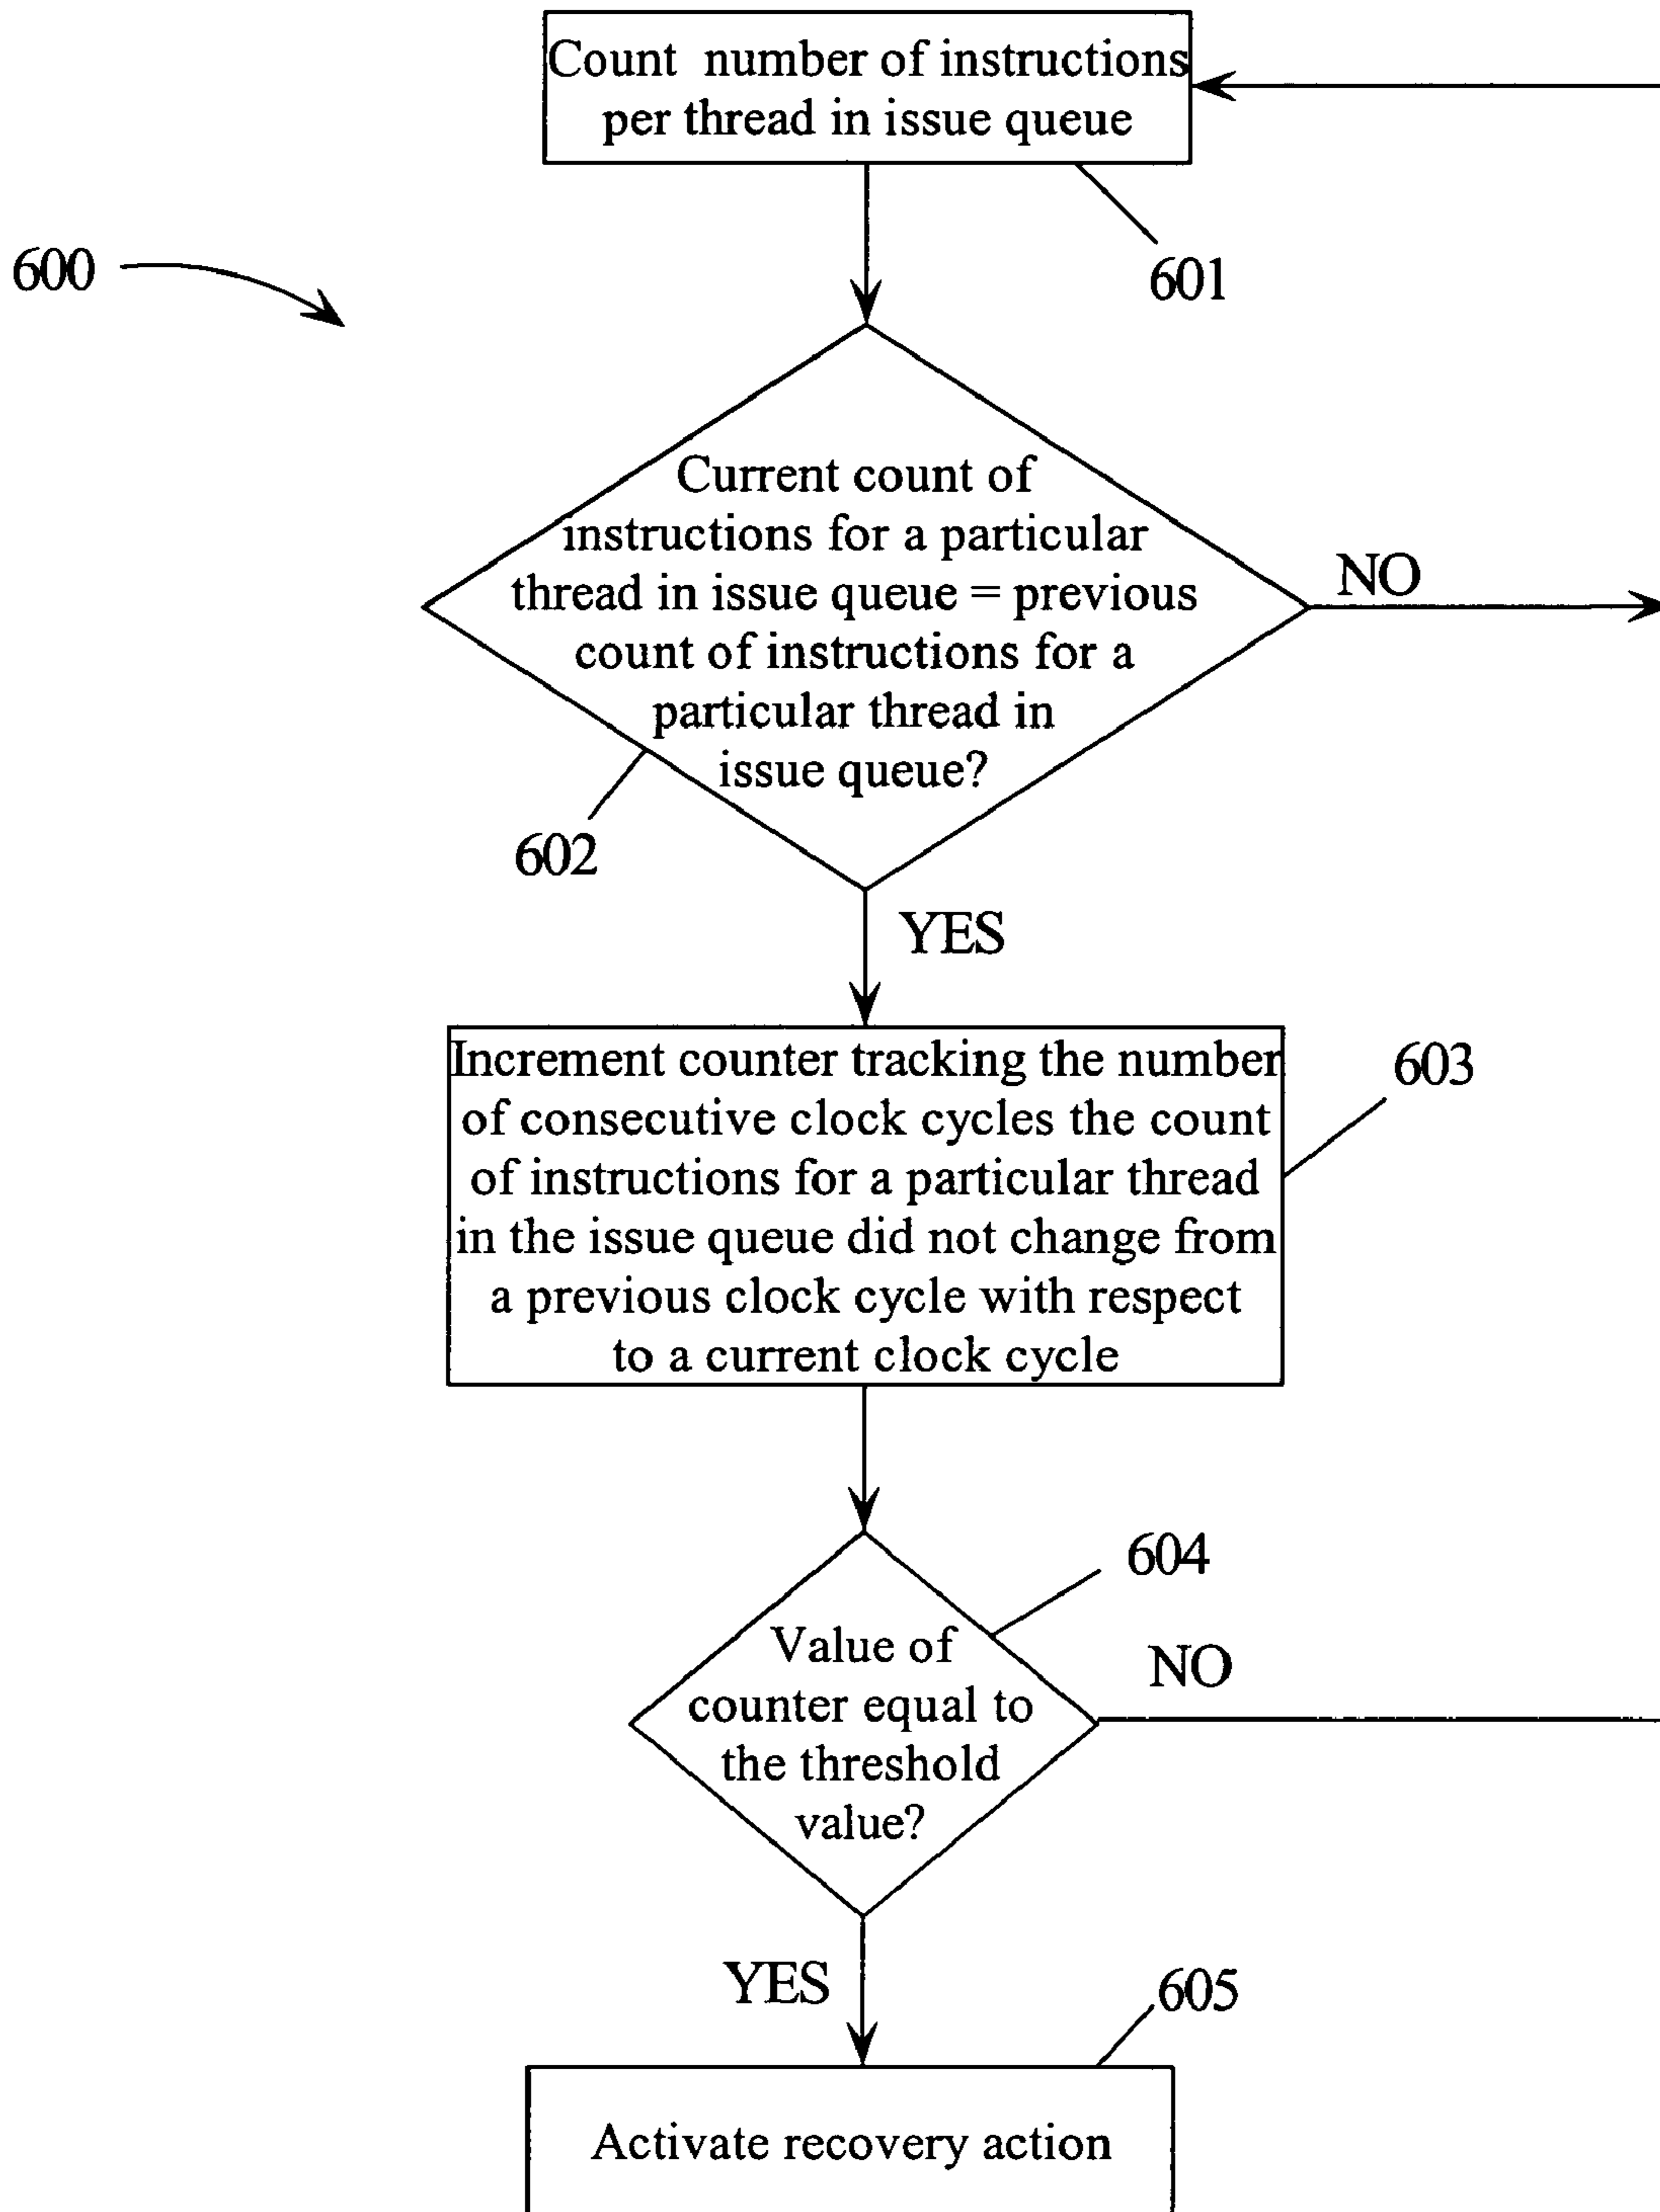 Count number of instructions
per thread in issue queue
601
600
Current count of
instructions for a particular
thread in issue queue = previous
count of instructions for a
particular thread in
issue queue?
NO
602
YES
Increment counter tracking the number
of consecutive clock cycles the count
of instructions for a particular thread
in the issue queue did not change from
a previous clock cycle with respect
to a current clock cycle
603
604
Value of
counter equal to
the threshold
value?
NO
YES
605
Activate recovery action